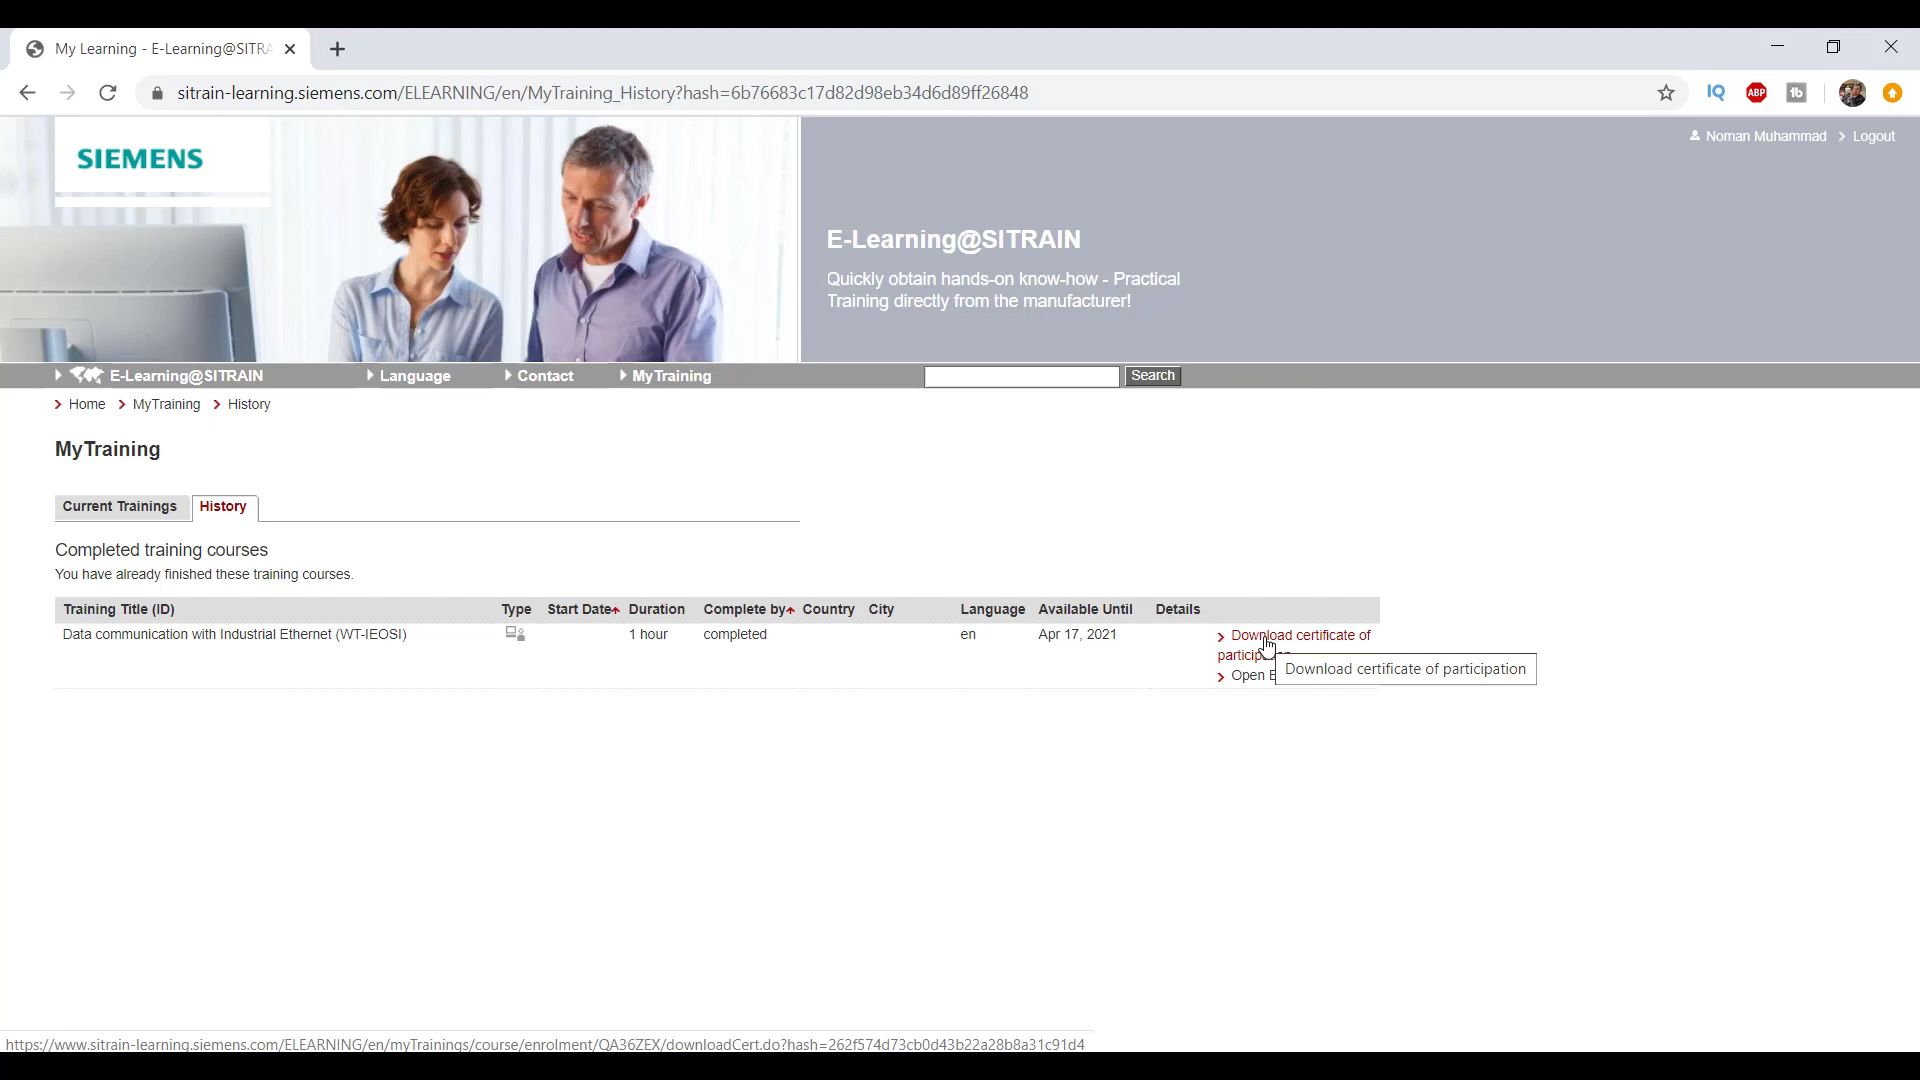 My Learning - E-Learning@SITRA
sitrain-learning.siemens.com/ELEARNING/en/MyTraining_History?hash=6b76683c17d82d98eb34d6d89ff26848
IQ
ABP
tb
SIEMENS
Noman Muhammad
Logout
E-Learning@SITRAIN
Quickly obtain hands-on know-how - Practical
Training directly from the manufacturer!
E-Learning@SITRAIN Language Contact MyTraining Search
Home MyTraining History
MyTraining
Current Trainings History
Completed training courses
You have already finished these training courses.
Training Title (ID) Type Start Date Duration Complete by Country City Language Available Until Details
Data communication with Industrial Ethernet (WT-IEOSI) 1 hour completed en Apr 17, 2021 Download certificate of
Download certificate of participation
Open
https://www.sitrain-learning.siemens.com/ELEARNING/en/myTrainings/course/enrolment/QA36ZEX/downloadCert.do?hash=262f574d73cb0d43b22a28b8a31c91d4